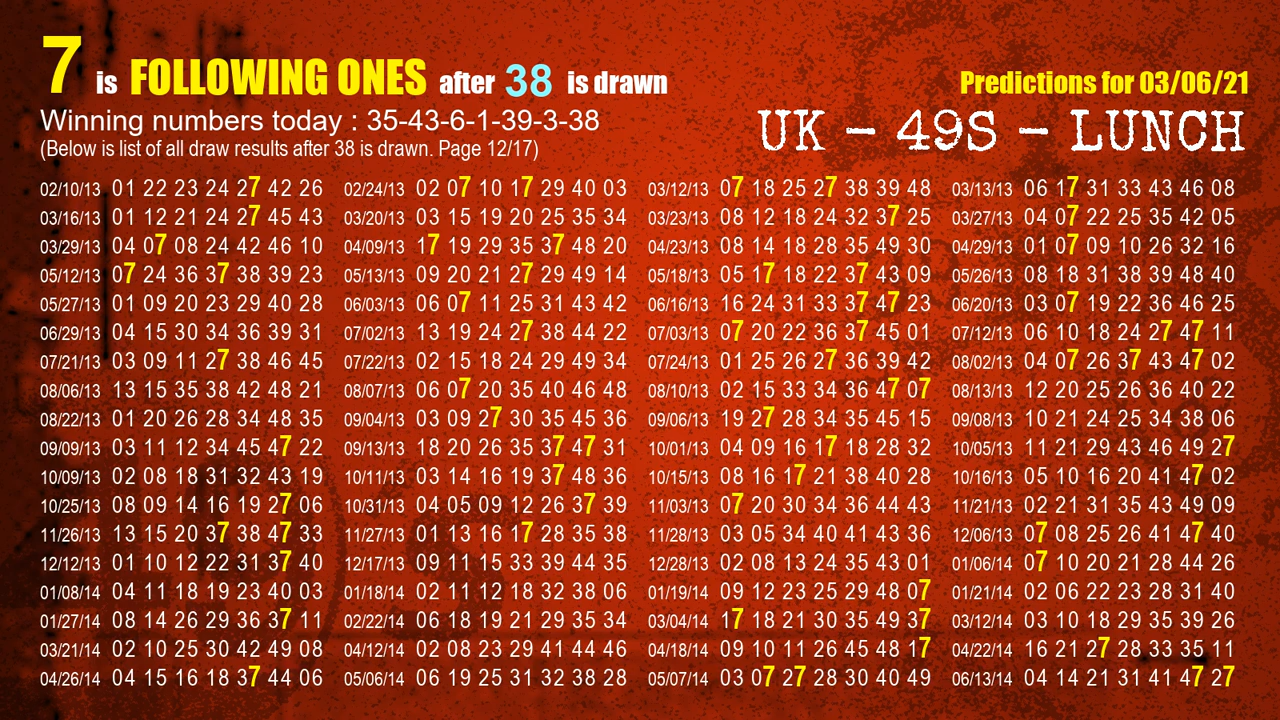 7 is FOLLOWING ONES after 38 is drawn
Predictions for 03/06/21
Winning numbers today : 35-43-6-1-39-3-38
UK - 49S - LUNCH
(Below is list of all draw results after 38 is drawn. Page 12/17)
02/10/13 01 22 23 24 27 42 26 02/24/13 02 07 10 17 29 40 03 03/12/13 07 18 25 27 38 39 48 03/13/13 06 17 31 33 43 46 08
03/16/13 01 12 21 24 27 45 43 03/20/13 03 15 19 20 25 35 34 03/23/13 08 12 18 24 32 37 25 03/27/13 04 07 22 25 35 42 05
03/29/13 04 07 08 24 42 46 10 04/09/13 17 19 29 35 37 48 20 04/23/13 08 14 18 28 35 49 30 04/29/13 01 07 09 10 26 32 16
05/12/13 07 24 36 37 38 39 23 05/13/13 09 20 21 27 29 49 14 05/18/13 05 17 18 22 37 43 09 05/26/13 08 18 31 38 39 48 40
05/27/13 01 09 20 23 29 40 28 06/03/13 06 07 11 25 31 43 42 06/16/13 16 24 31 33 37 47 23 06/20/13 03 07 19 22 36 46 25
06/29/13 04 15 30 34 36 39 31 07/02/13 13 19 24 27 38 44 22 07/03/13 07 20 22 36 37 45 01 07/12/13 06 10 18 24 27 47 11
07/21/13 03 09 11 27 38 46 45 07/22/13 02 15 18 24 29 49 34 07/24/13 01 25 26 27 36 39 42 08/02/13 04 07 26 37 43 47 02
08/06/13 13 15 35 38 42 48 21 08/07/13 06 07 20 35 40 46 48 08/10/13 02 15 33 34 36 47 07 08/13/13 12 20 25 26 36 40 22
08/22/13 01 20 26 28 34 48 35 09/04/13 03 09 27 30 35 45 36 09/06/13 19 27 28 34 35 45 15 09/08/13 10 21 24 25 34 38 06
09/09/13 03 11 12 34 45 47 22 09/13/13 18 20 26 35 37 47 31 10/01/13 04 09 16 17 18 28 32 10/05/13 11 21 29 43 46 49 27
10/09/13 02 08 18 31 32 43 19 10/11/13 03 14 16 19 37 48 36 10/15/13 08 16 17 21 38 40 28 10/16/13 05 10 16 20 41 47 02
10/25/13 08 09 14 16 19 27 06 10/31/13 04 05 09 12 26 37 39 11/03/13 07 20 30 34 36 44 43 11/21/13 02 21 31 35 43 49 09
11/26/13 13 15 20 37 38 47 33 11/27/13 01 13 16 17 28 35 38 11/28/13 03 05 34 40 41 43 36 12/06/13 07 08 25 26 41 47 40
12/12/13 01 10 12 22 31 37 40 12/17/13 09 11 15 33 39 44 35 12/28/13 02 08 13 24 35 43 01 01/06/14 07 10 20 21 28 44 26
01/08/14 04 11 18 19 23 40 03 01/18/14 02 11 12 18 32 38 06 01/19/14 09 12 23 25 29 48 07 01/21/14 02 06 22 23 28 31 40
01/27/14 08 14 26 29 36 37 11 02/22/14 06 18 19 21 29 35 34 03/04/14 17 18 21 30 35 49 37 03/12/14 03 10 18 29 35 39 26
03/21/14 02 10 25 30 42 49 08 04/12/14 02 08 23 29 41 44 46 04/18/14 09 10 11 26 45 48 17 04/22/14 16 21 27 28 33 35 11
04/26/14 04 15 16 18 37 44 06 05/06/14 06 19 25 31 32 38 28 05/07/14 03 07 27 28 30 40 49 06/13/14 04 14 21 31 41 47 27